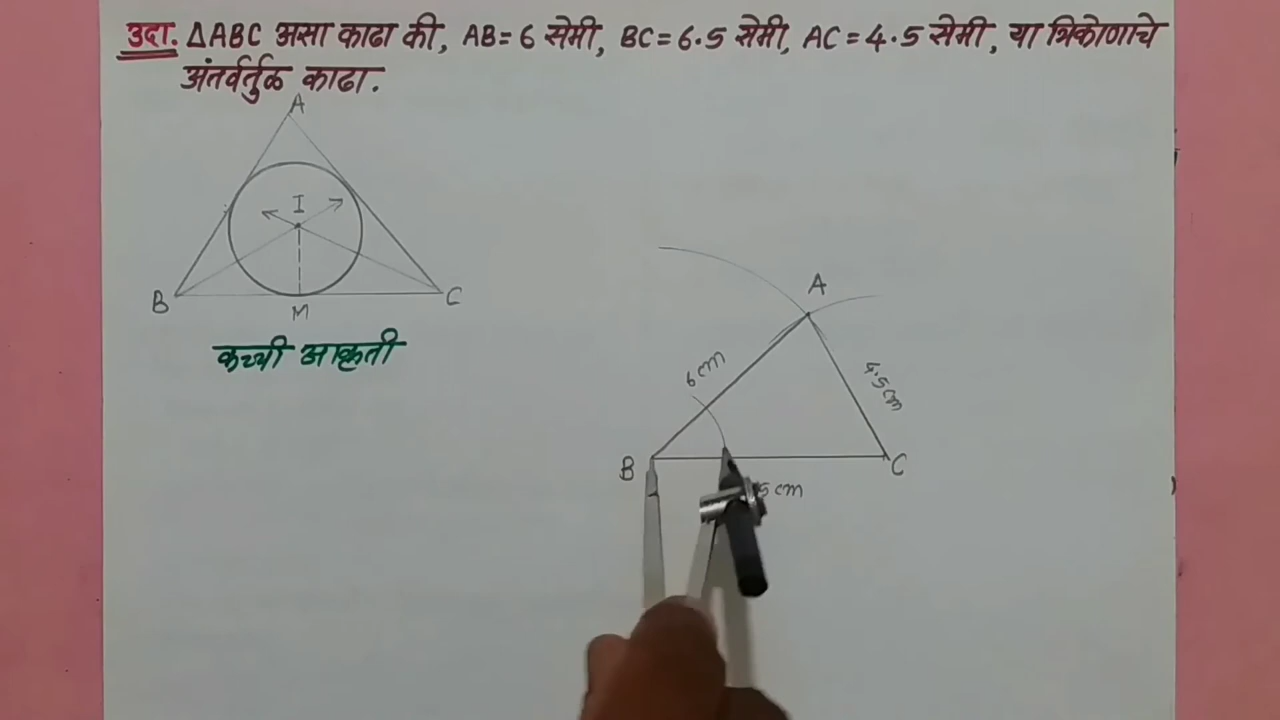 उदा. ΔABC असा काढा की, AB = 6 सेमी, BC = 6.5 सेमी, AC = 4.5 सेमी, या त्रिकोणाचे
अंतर्वर्तुळ काढा.
A
I
B
C
M
कच्ची आकृती
A
6 cm
4.5 cm
B
C
5 cm